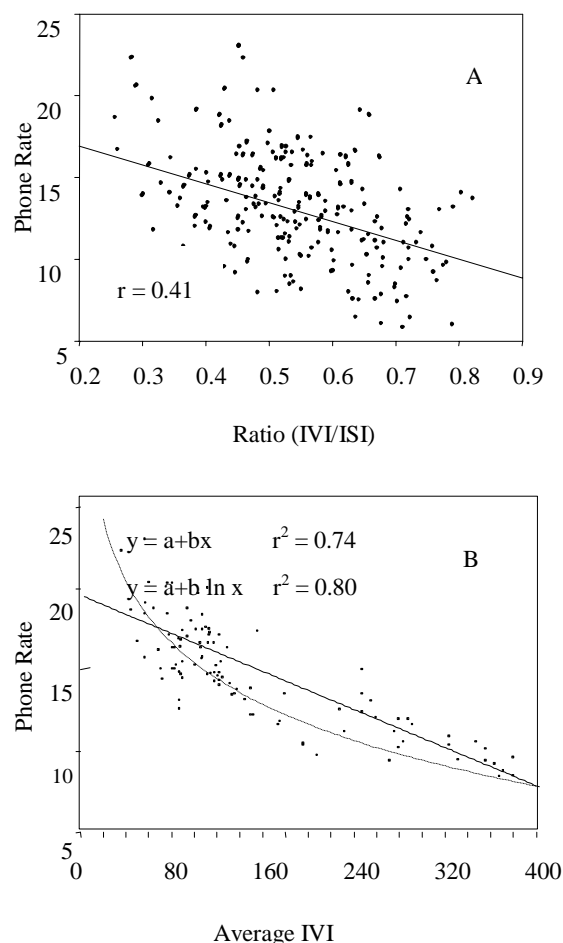 25
A
20
Phone Rate
15
10
r = 0.41
5
0.2 0.3 0.4 0.5 0.6 0.7 0.8 0.9
Ratio (IVI/ISI)
25
y = a+bx r² = 0.74
B
20
y = a+b ln x r² = 0.80
Phone Rate
15
10
5
0 80 160 240 320 400
Average IVI